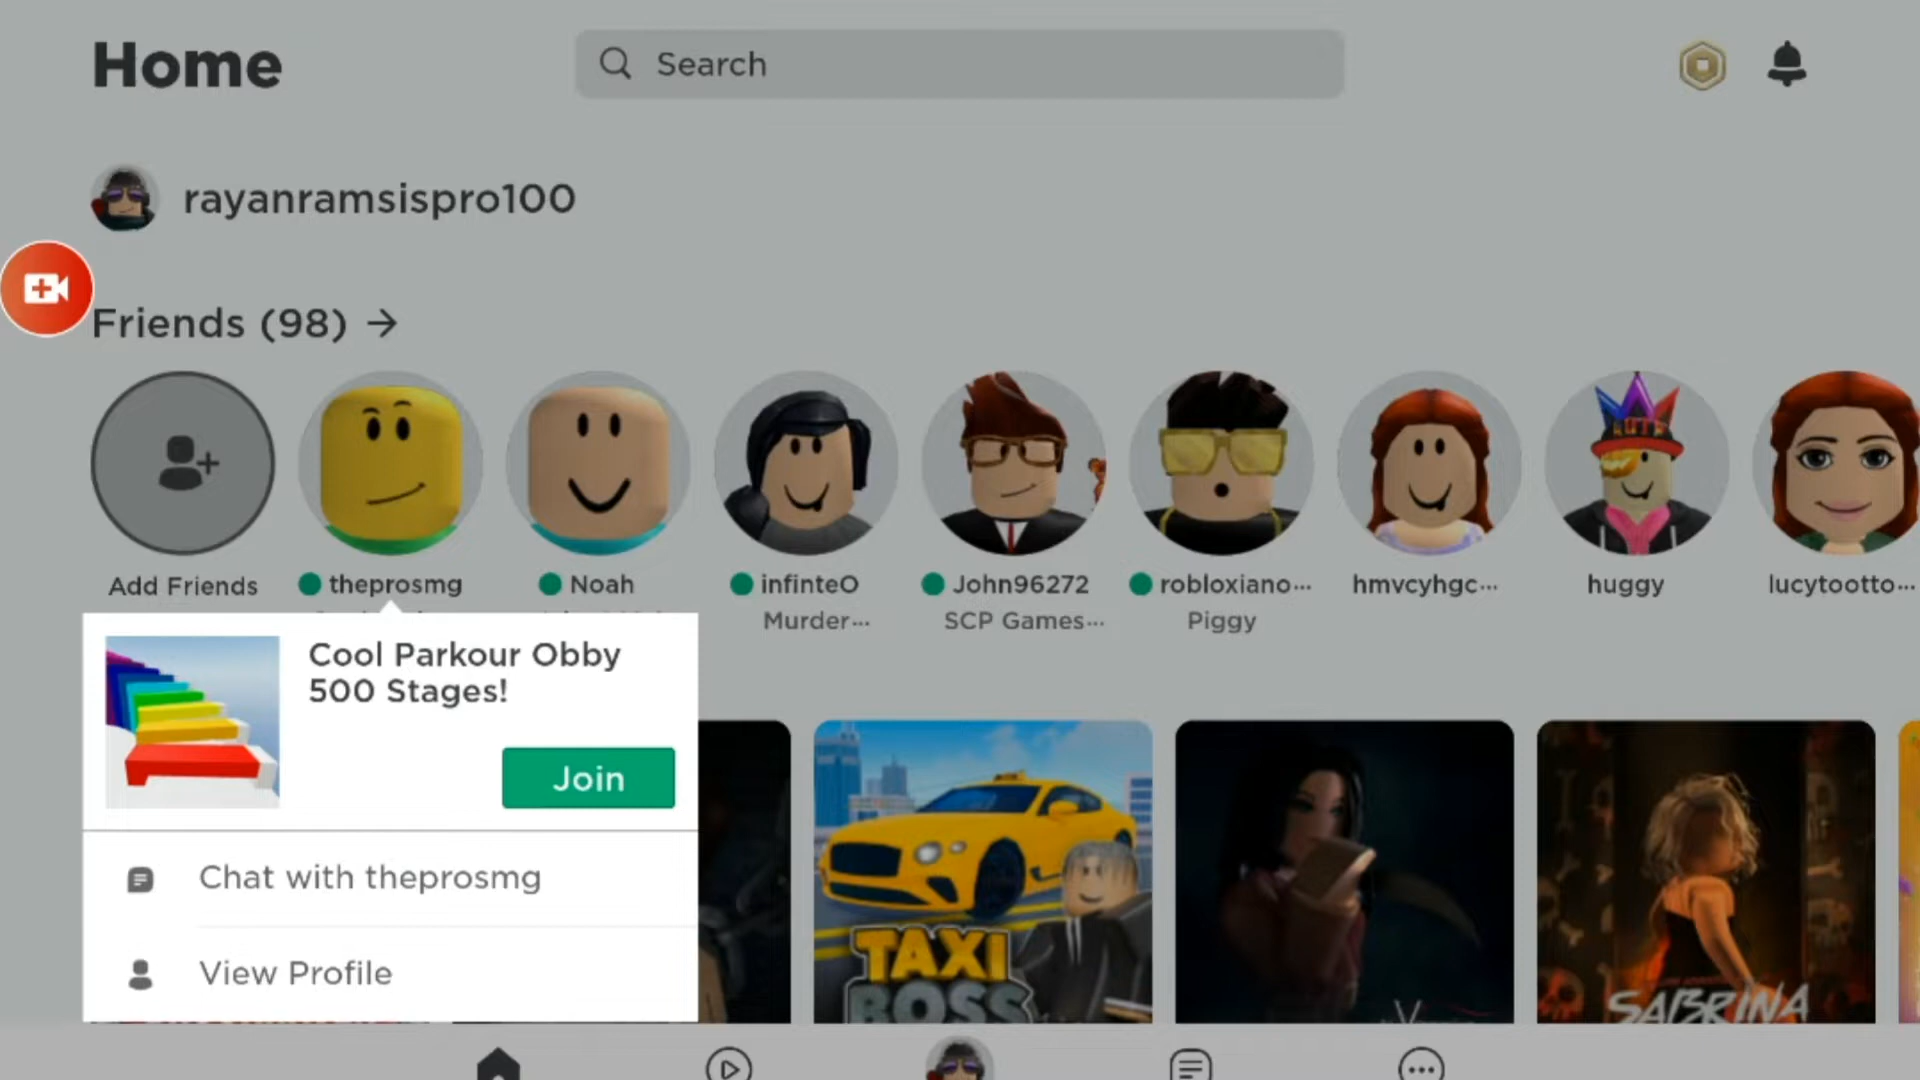 Home
Search
rayanramsispro100
Friends (98)
Add Friends
theprosmg
Noah
infinteO
John96272
robloxiano...
hmvcyhgc...
huggy
lucytootto...
Murder...
SCP Games...
Piggy
Cool Parkour Obby
500 Stages!
Join
Chat with theprosmg
View Profile
TAXI
BOSS
SABRINA